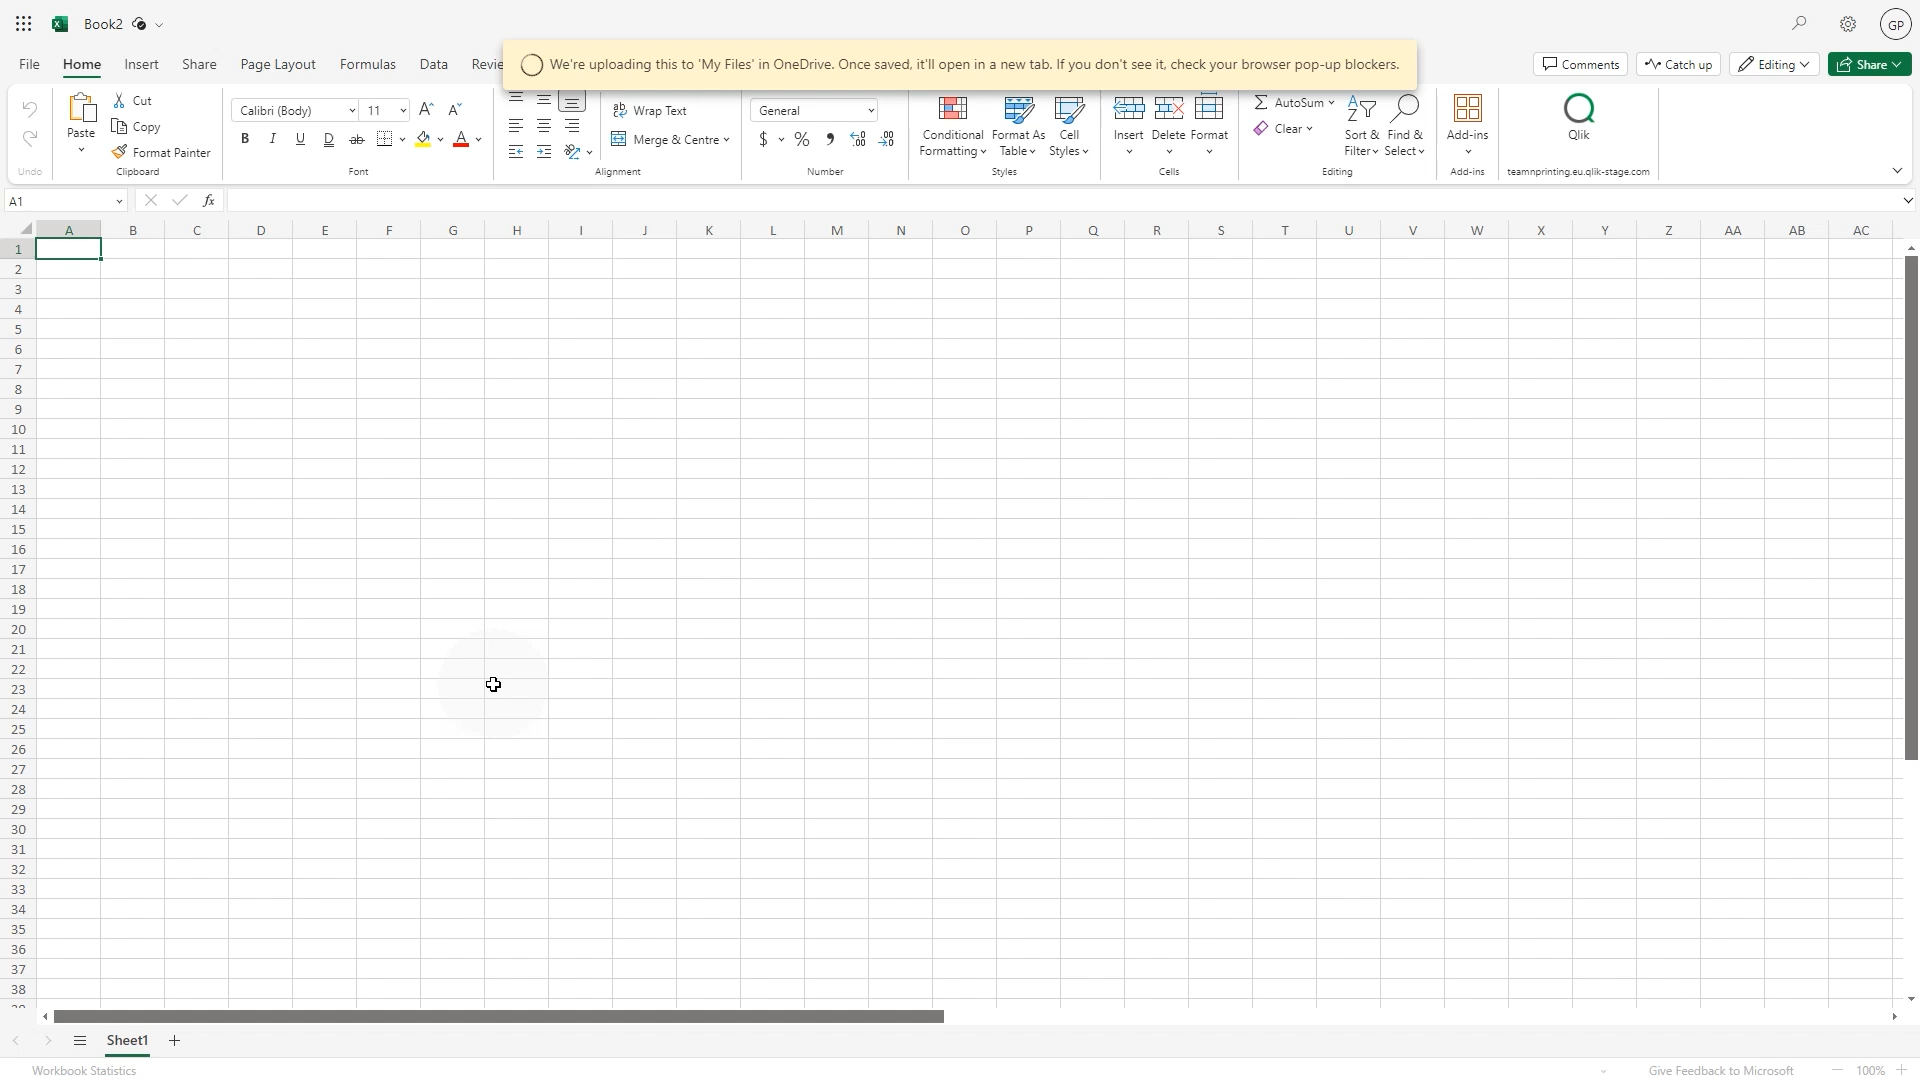 Book2
GP
File Home Insert Share Page Layout Formulas Data Revie
We're uploading this to 'My Files' in OneDrive. Once saved, it'll open in a new tab. If you don't see it, check your browser pop-up blockers.
Comments Catch up Editing Share
Paste
Cut
Copy
Format Painter
Calibri (Body) 11
Wrap Text
Merge & Centre
General
Conditional Formatting
Format As Table
Cell Styles
Insert Delete Format
AutoSum
Clear
Sort & Filter
Find & Select
Add-ins
Qlik
Undo Clipboard Font Alignment Number Styles Cells Editing Add-ins teamnprinting.eu.qlik-stage.com
A1 fx
A B C D E F G H I J K L M N O P Q R S T U V W X Y Z AA AB AC
1
2
3
4
5
6
7
8
9
10
11
12
13
14
15
16
17
18
19
20
21
22
23
24
25
26
27
28
29
30
31
32
33
34
35
36
37
38
Sheet1
Workbook Statistics Give Feedback to Microsoft 100%